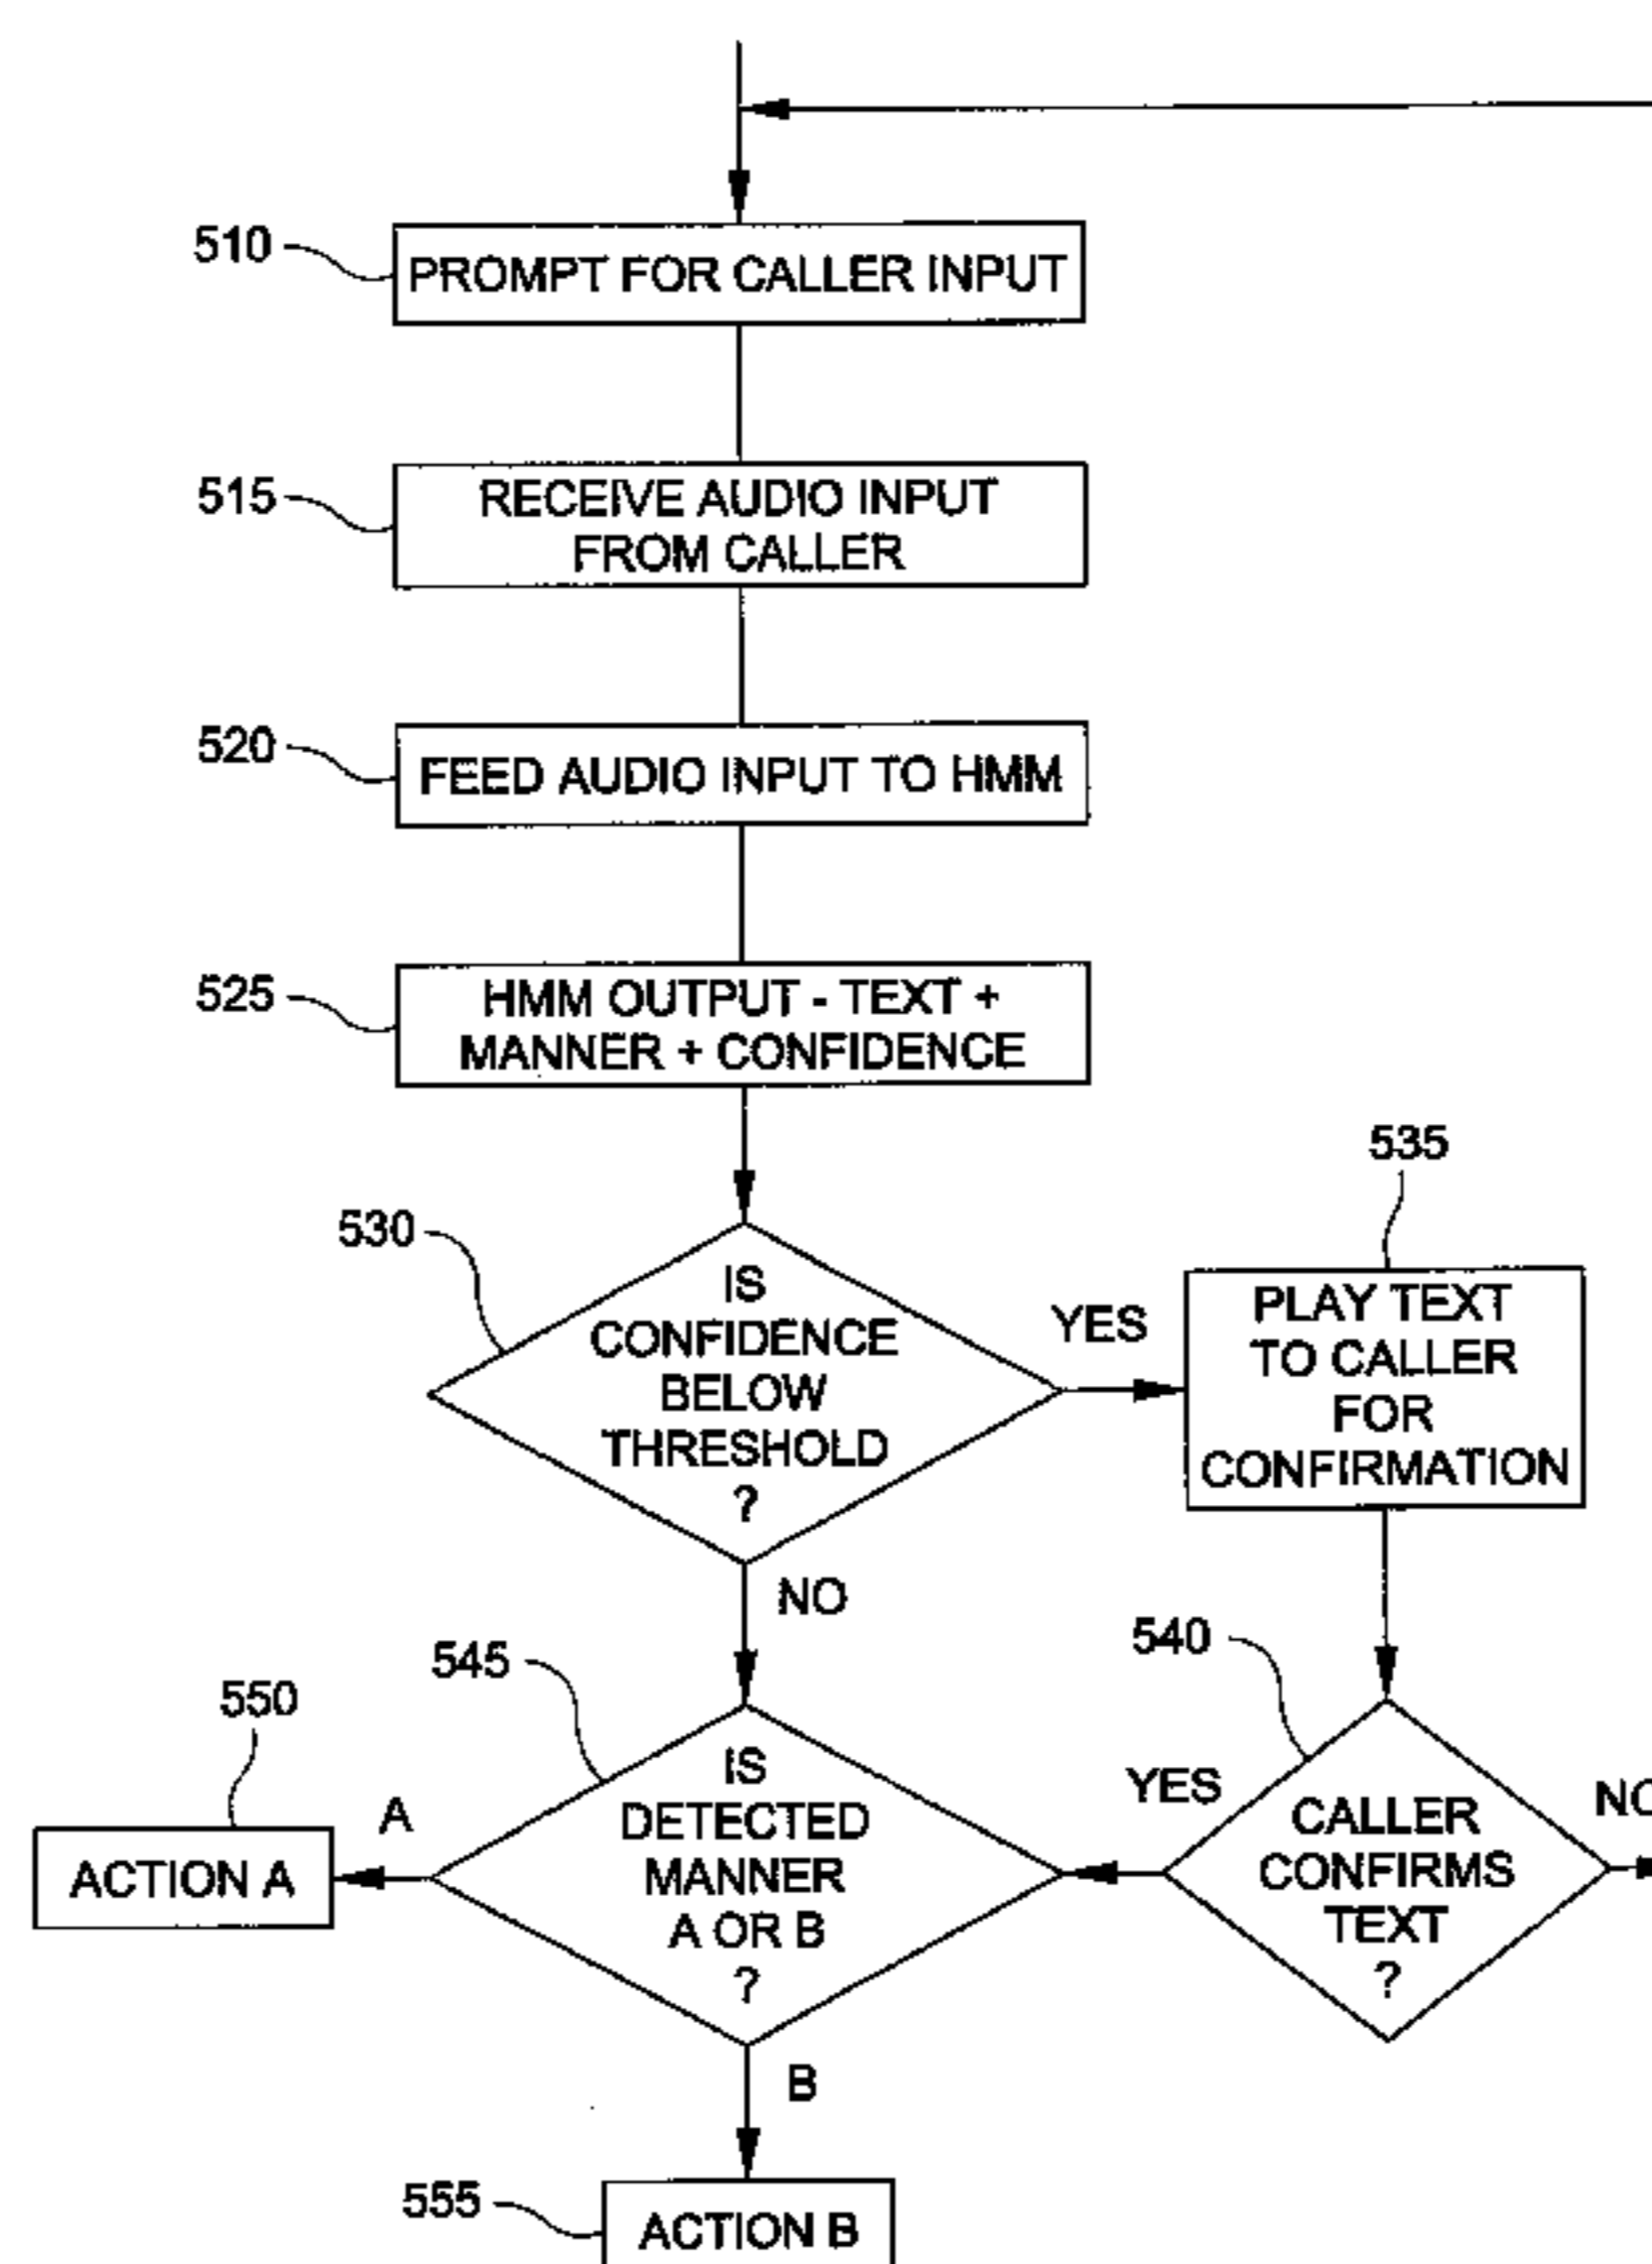 510
PROMPT FOR CALLER INPUT
515
RECEIVE AUDIO INPUT
FROM CALLER
520
FEED AUDIO INPUT TO HMM
525
HMM OUTPUT - TEXT +
MANNER + CONFIDENCE
530
IS
CONFIDENCE
BELOW
THRESHOLD
?
YES
535
PLAY TEXT
TO CALLER
FOR
CONFIRMATION
NO
540
CALLER
CONFIRMS
TEXT
?
YES
NO
545
IS
DETECTED
MANNER
A OR B
?
550
A
ACTION A
B
555
ACTION B